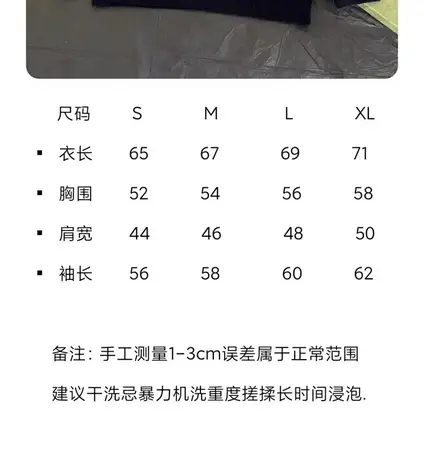 尺码 S M L XL
▪ 衣长 65 67 69 71
▪ 胸围 52 54 56 58
▪ 肩宽 44 46 48 50
▪ 袖长 56 58 60 62
备注: 手工测量1-3cm误差属于正常范围
建议干洗忌暴力机洗重度搓揉长时间浸泡.